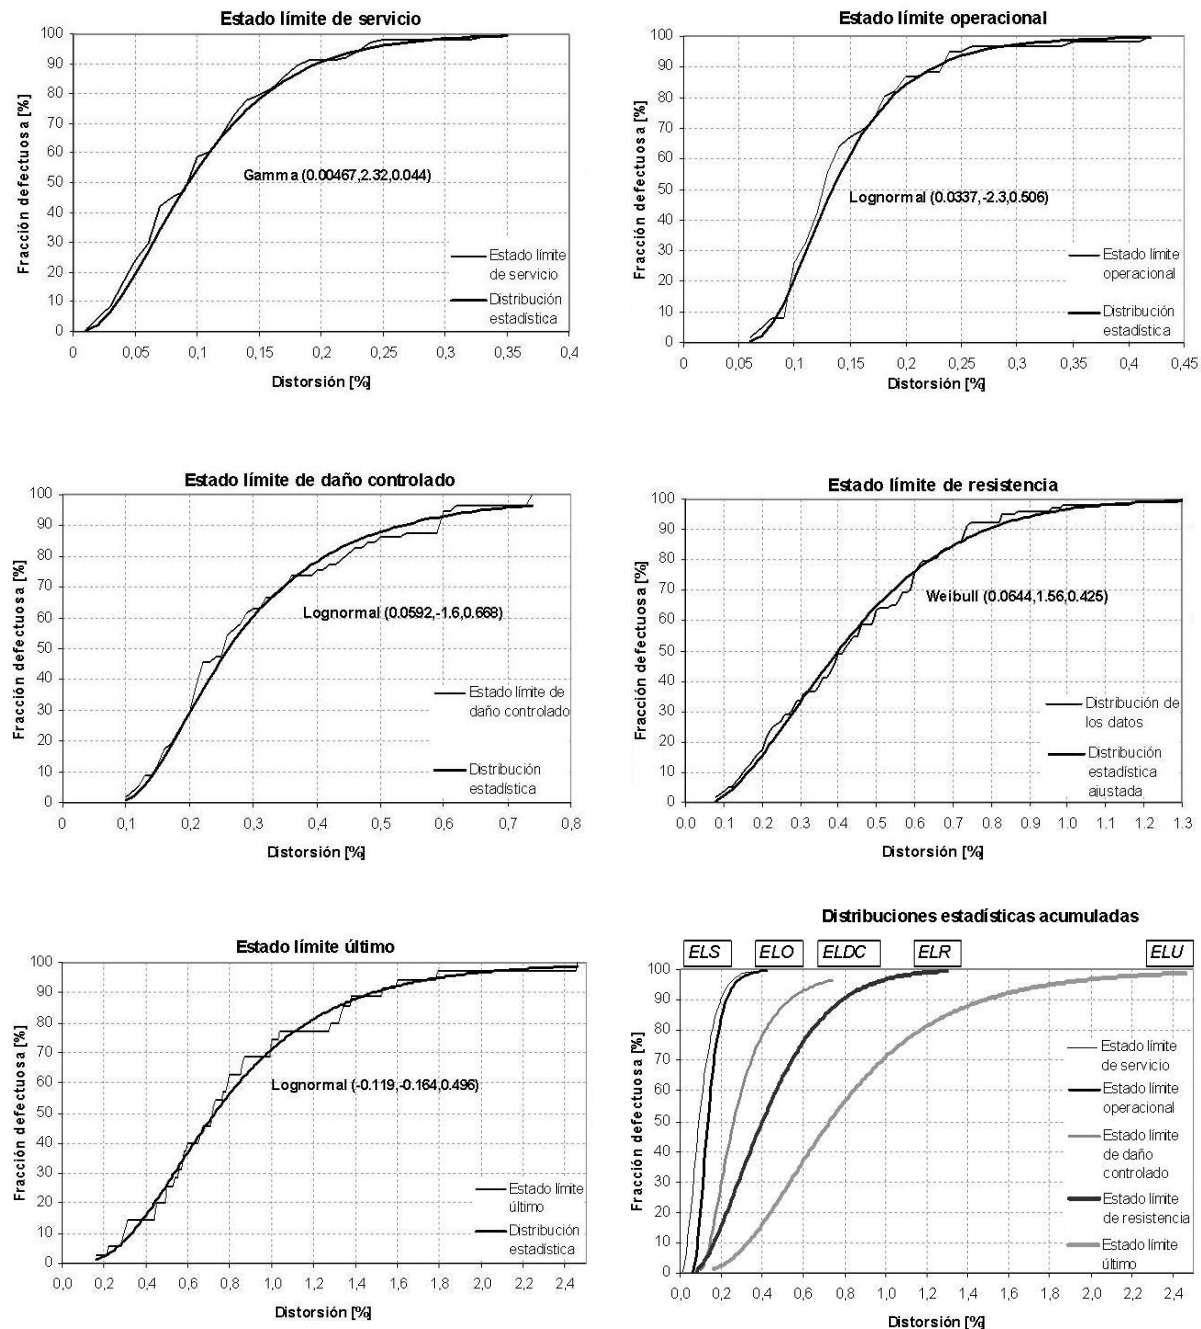 Estado límite de servicio
Fracción defectuosa [%]
100
90
80
70
60
50
40
30
20
10
0
Gamma (0.00467,2.32,0.044)
Estado límite
de servicio
Distribución
estadística
0
0,05
0,1
0,15
0,2
0,25
0,3
0,35
0,4
Distorsión [%]
Estado límite operacional
Fracción defectuosa [%]
100
90
80
70
60
50
40
30
20
10
0
Lognormal (0.0337,-2.3,0.506)
Estado límite
operacional
Distribución
estadística
0
0,05
0,1
0,15
0,2
0,25
0,3
0,35
0,4
0,45
Distorsión [%]
Estado límite de daño controlado
Fracción defectuosa [%]
100
90
80
70
60
50
40
30
20
10
0
Lognormal (0.0592,-1.6,0.668)
Estado límite de
daño controlado
Distribución
estadística
0
0,1
0,2
0,3
0,4
0,5
0,6
0,7
0,8
Distorsión [%]
Estado límite de resistencia
Fracción defectuosa [%]
100
90
80
70
60
50
40
30
20
10
0
Weibull (0.0644,1.56,0.425)
Distribución de
los datos
Distribución
estadística
ajustada
0.0
0.1
0.2
0.3
0.4
0.5
0.6
0.7
0.8
0.9
1.0
1.1
1.2
1.3
Distorsión [%]
Estado límite último
Fracción defectuosa [%]
100
90
80
70
60
50
40
30
20
10
0
Lognormal (-0.119,-0.164,0.496)
Estado límite
último
Distribución
estadística
0,0
0,2
0,4
0,6
0,8
1,0
1,2
1,4
1,6
1,8
2,0
2,2
2,4
Distorsión [%]
Distribuciones estadísticas acumuladas
ELS
ELO
ELDC
ELR
ELU
Fracción defectuosa [%]
100
90
80
70
60
50
40
30
20
10
0
Estado límite
de servicio
Estado límite
operacional
Estado límite
de daño
controlado
Estado límite
de resistencia
Estado límite
último
0,0
0,2
0,4
0,6
0,8
1,0
1,2
1,4
1,6
1,8
2,0
2,2
2,4
Distorsión [%]